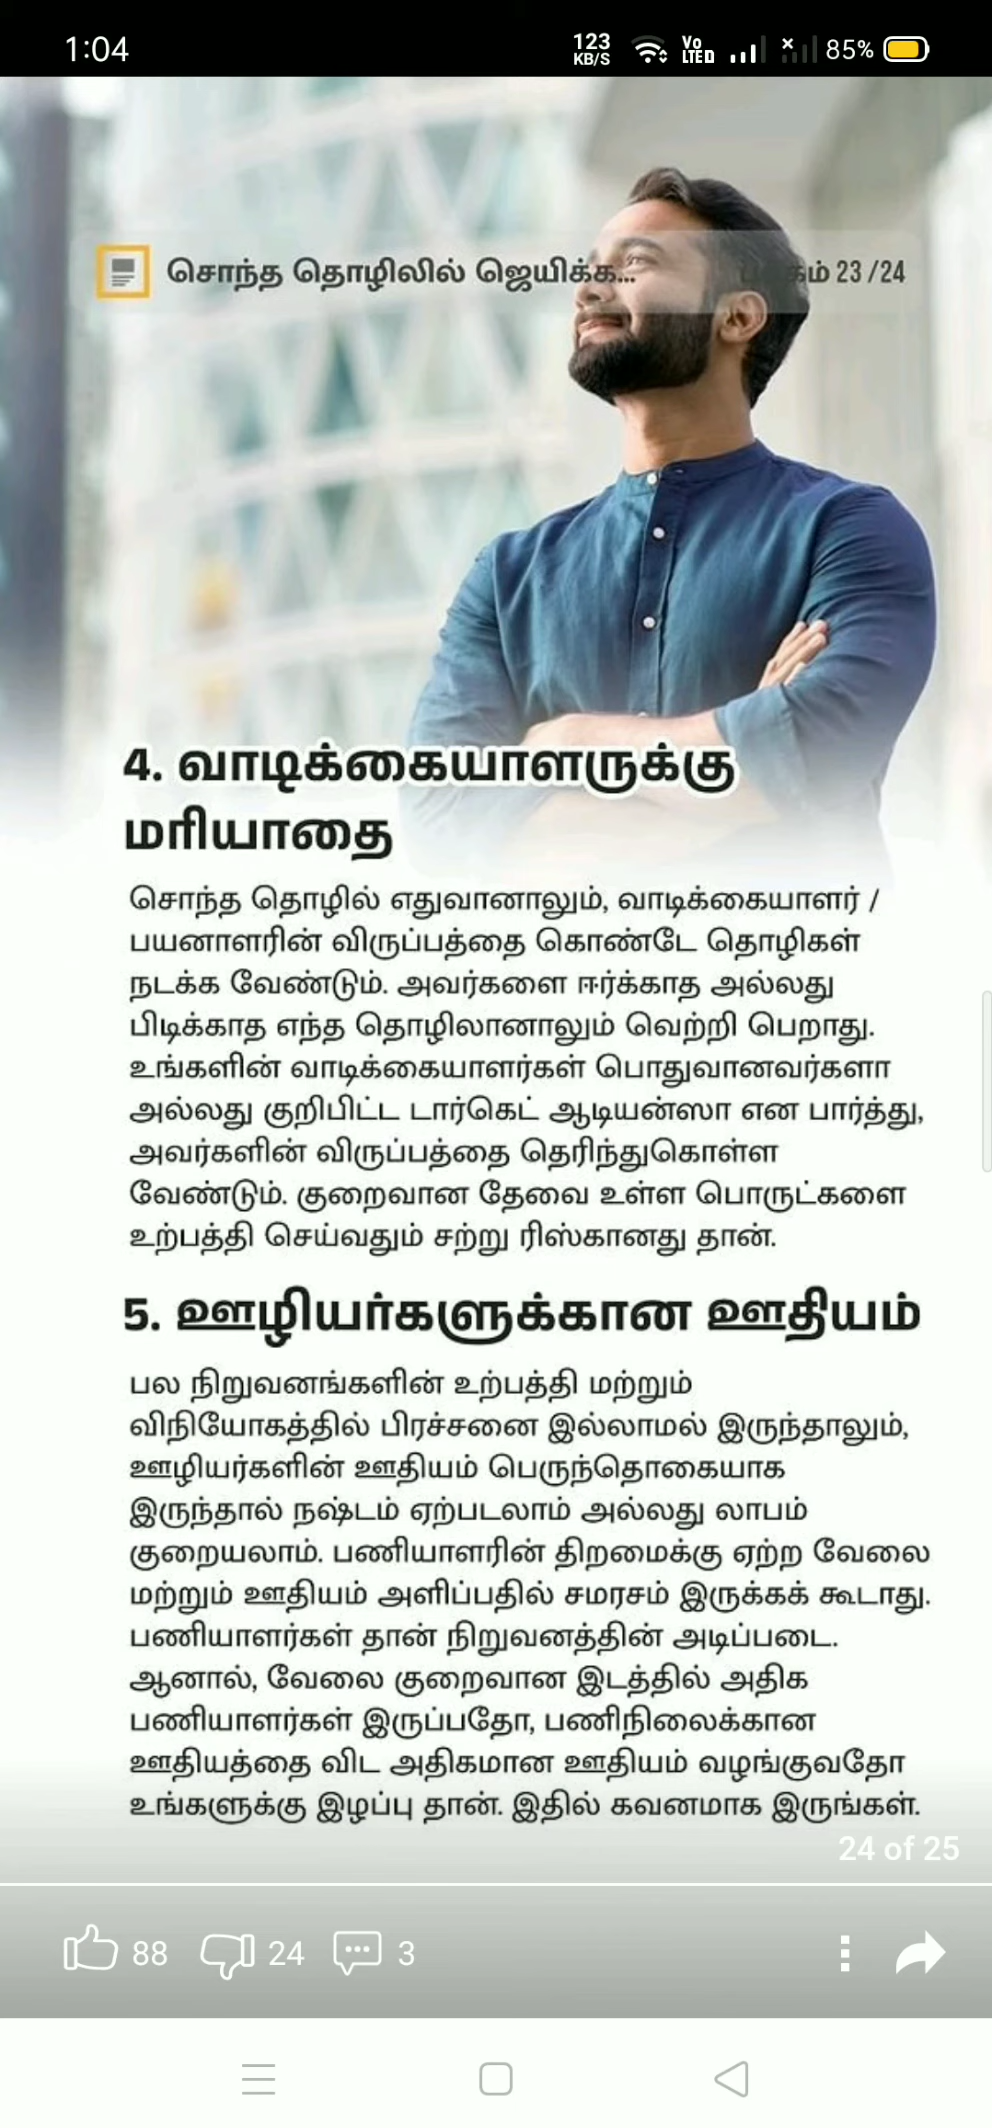 1:04
123
KB/S
Vo
LTED
85%
சொந்த தொழிலில் ஜெயிக்க...
கம் 23 /24
4. வாடிக்கையாளருக்கு
மரியாதை
சொந்த தொழில் எதுவானாலும், வாடிக்கையாளர் /
பயனாளரின் விருப்பத்தை கொண்டே தொழிகள்
நடக்க வேண்டும். அவர்களை ஈர்க்காத அல்லது
பிடிக்காத எந்த தொழிலானாலும் வெற்றி பெறாது.
உங்களின் வாடிக்கையாளர்கள் பொதுவானவர்களா
அல்லது குறிபிட்ட டார்கெட் ஆடியன்ஸா என பார்த்து,
அவர்களின் விருப்பத்தை தெரிந்துகொள்ள
வேண்டும். குறைவான தேவை உள்ள பொருட்களை
உற்பத்தி செய்வதும் சற்று ரிஸ்கானது தான்.
5. ஊழியர்களுக்கான ஊதியம்
பல நிறுவனங்களின் உற்பத்தி மற்றும்
விநியோகத்தில் பிரச்சனை இல்லாமல் இருந்தாலும்,
ஊழியர்களின் ஊதியம் பெருந்தொகையாக
இருந்தால் நஷ்டம் ஏற்படலாம் அல்லது லாபம்
குறையலாம். பணியாளரின் திறமைக்கு ஏற்ற வேலை
மற்றும் ஊதியம் அளிப்பதில் சமரசம் இருக்கக் கூடாது.
பணியாளர்கள் தான் நிறுவனத்தின் அடிப்படை.
ஆனால், வேலை குறைவான இடத்தில் அதிக
பணியாளர்கள் இருப்பதோ, பணிநிலைக்கான
ஊதியத்தை விட அதிகமான ஊதியம் வழங்குவதோ
உங்களுக்கு இழப்பு தான். இதில் கவனமாக இருங்கள்.
24 of 25
88
24
3